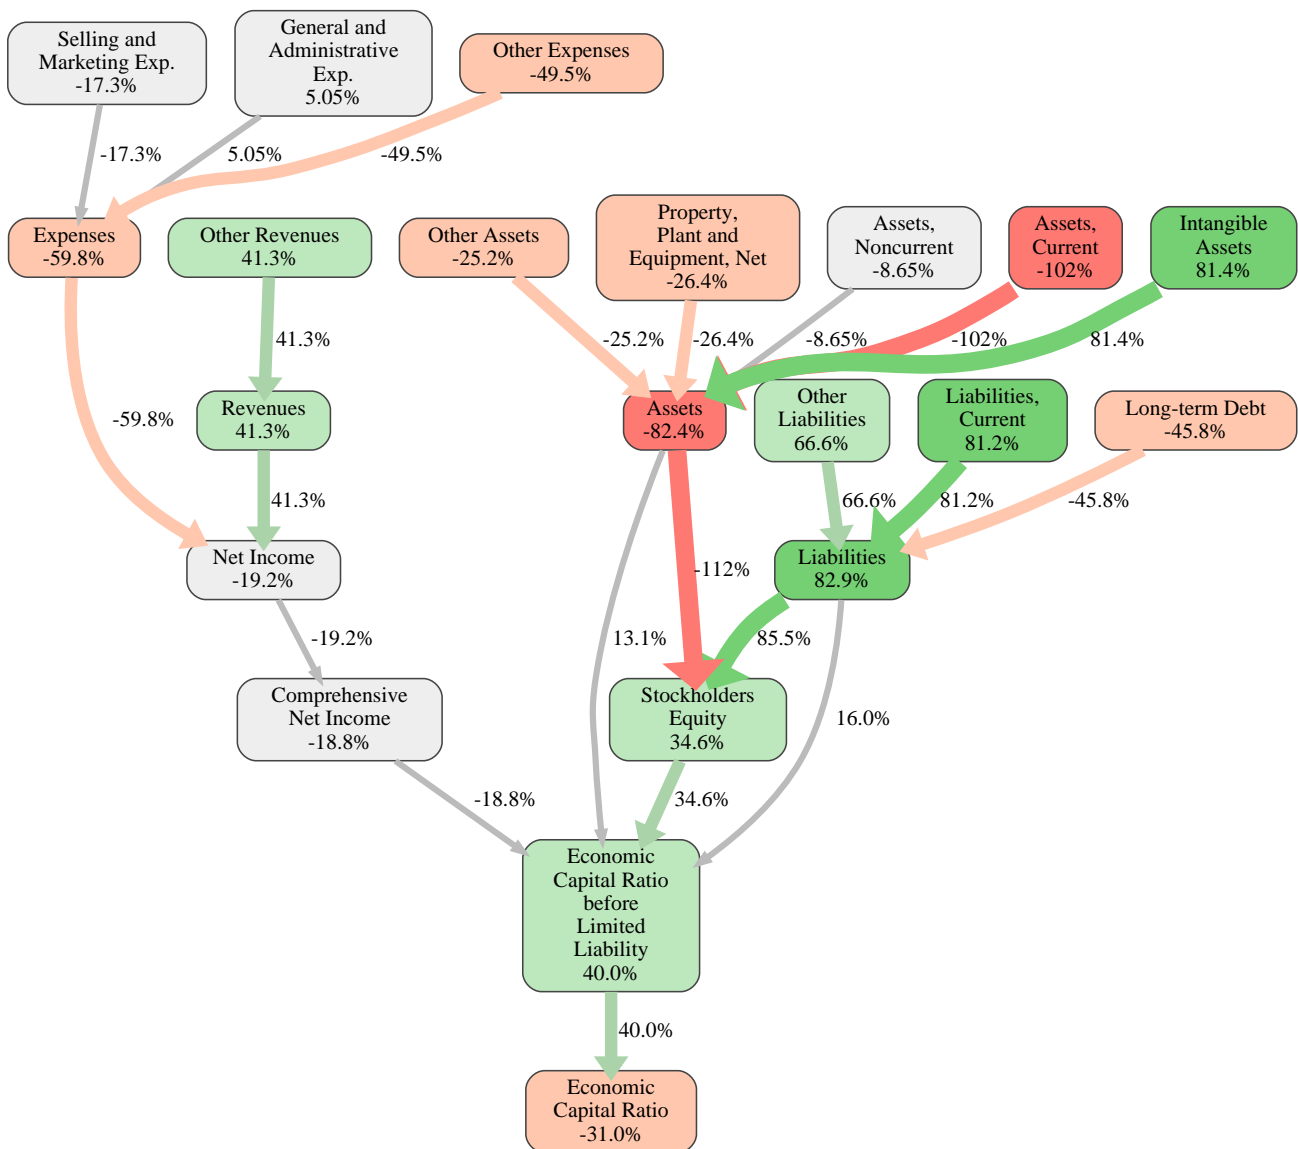 Selling and
Marketing Exp.
-17.3%
General and
Administrative
Exp.
5.05%
Other Expenses
-49.5%
-17.3%
5.05%
-49.5%
Expenses
-59.8%
Other Revenues
41.3%
Other Assets
-25.2%
Property,
Plant and
Equipment, Net
-26.4%
Assets,
Noncurrent
-8.65%
Assets,
Current
-102%
Intangible
Assets
81.4%
41.3%
-25.2%
-26.4%
-8.65%
-102%
81.4%
-59.8%
Revenues
41.3%
Assets
-82.4%
Other
Liabilities
66.6%
Liabilities,
Current
81.2%
Long-term Debt
-45.8%
41.3%
66.6%
81.2%
-45.8%
Net Income
-19.2%
-112%
Liabilities
82.9%
-19.2%
13.1%
85.5%
Comprehensive
Net Income
-18.8%
Stockholders
Equity
34.6%
16.0%
-18.8%
34.6%
Economic
Capital Ratio
before
Limited
Liability
40.0%
40.0%
Economic
Capital Ratio
-31.0%